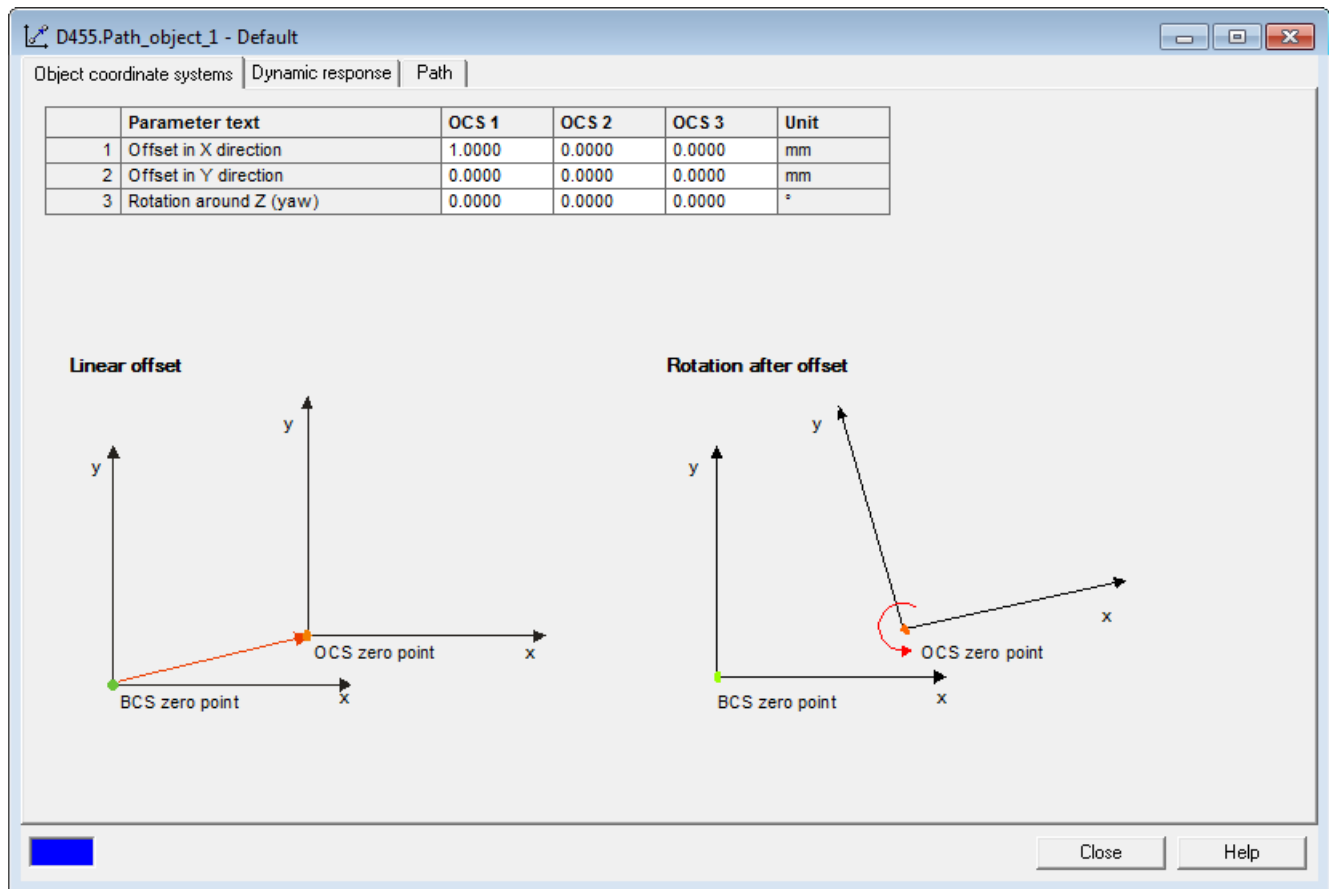 D455.Path_object_1 - Default
Object coordinate systems Dynamic response Path
Parameter text OCS 1 OCS 2 OCS 3 Unit
1 Offset in X direction 1.0000 0.0000 0.0000 mm
2 Offset in Y direction 0.0000 0.0000 0.0000 mm
3 Rotation around Z (yaw) 0.0000 0.0000 0.0000 °
Linear offset Rotation after offset
y y
y y
x
OCS zero point x OCS zero point
BCS zero point x BCS zero point x
Close Help